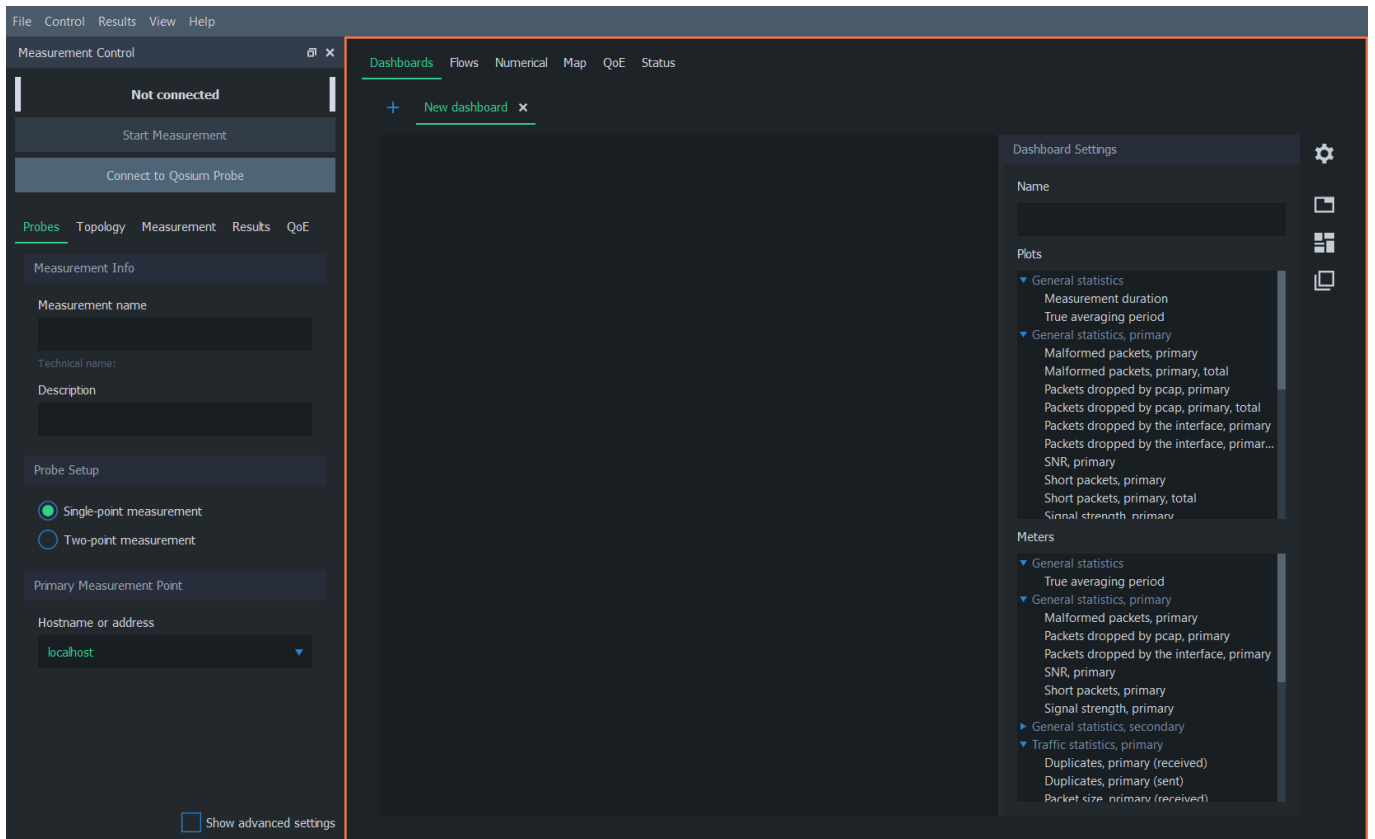 File Control Results View Help
Measurement Control
Not connected
Start Measurement
Connect to Qosium Probe
Probes Topology Measurement Results QoE
Measurement Info
Measurement name
Technical name:
Description
Probe Setup
Single-point measurement
Two-point measurement
Primary Measurement Point
Hostname or address
localhost
Show advanced settings
Dashboards Flows Numerical Map QoE Status
+ New dashboard
Dashboard Settings
Name
Plots
General statistics
Measurement duration
True averaging period
General statistics, primary
Malformed packets, primary
Malformed packets, primary, total
Packets dropped by pcap, primary
Packets dropped by pcap, primary, total
Packets dropped by the interface, primary
Packets dropped by the interface, primar...
SNR, primary
Short packets, primary
Short packets, primary, total
Signal strength, primary
Meters
General statistics
True averaging period
General statistics, primary
Malformed packets, primary
Packets dropped by pcap, primary
Packets dropped by the interface, primary
SNR, primary
Short packets, primary
Signal strength, primary
General statistics, secondary
Traffic statistics, primary
Duplicates, primary (received)
Duplicates, primary (sent)
Packet size, primary (received)